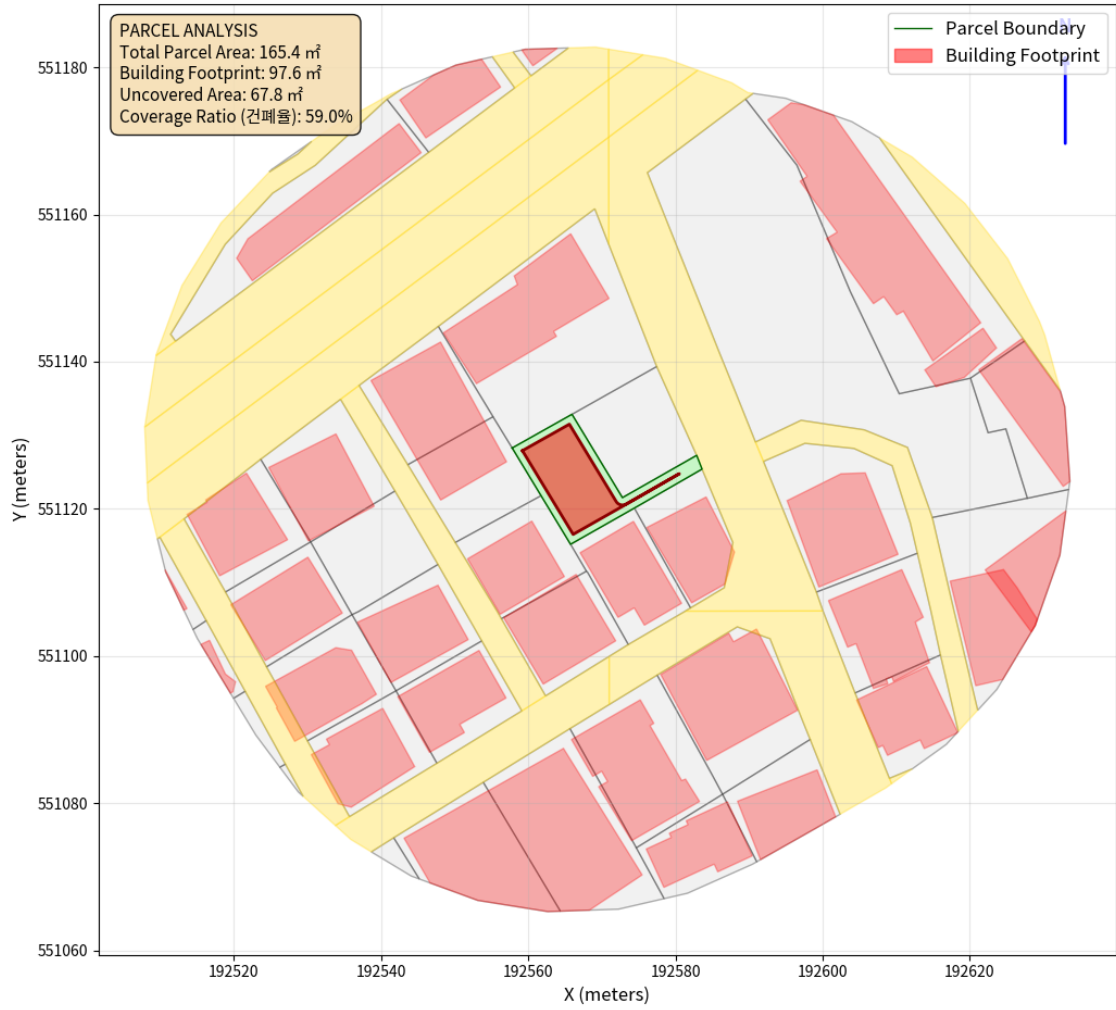 PARCEL ANALYSIS
Total Parcel Area: 165.4 ㎡
Building Footprint: 97.6 ㎡
Uncovered Area: 67.8 ㎡
Coverage Ratio (건폐율): 59.0%
Parcel Boundary
Building Footprint
N
551180
551160
551140
551120
551100
551080
551060
Y (meters)
192520
192540
192560
192580
192600
192620
X (meters)